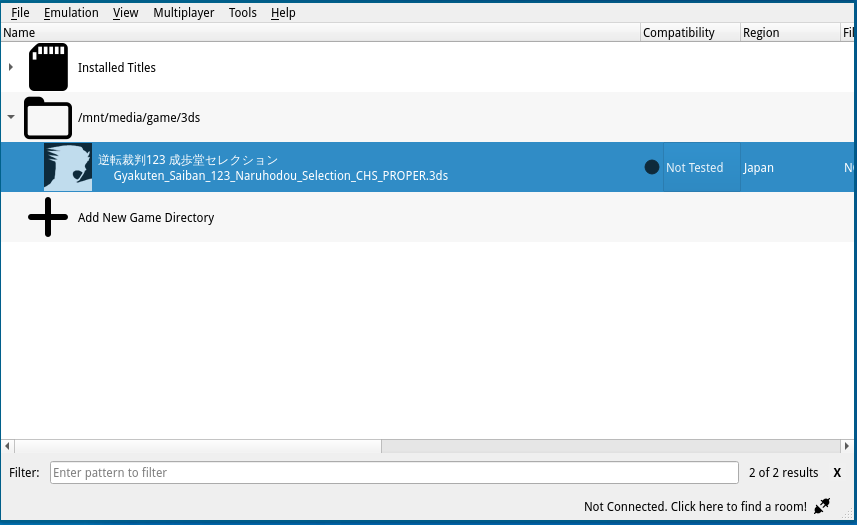 File Emulation View Multiplayer Tools Help
Name Compatibility Region
Installed Titles
/mnt/media/game/3ds
逆転裁判123 成歩堂セレクション
Gyakuten_Saiban_123_Naruhodou_Selection_CHS_PROPER.3ds
Not Tested Japan
Add New Game Directory
Filter: Enter pattern to filter 2 of 2 results X
Not Connected. Click here to find a room!